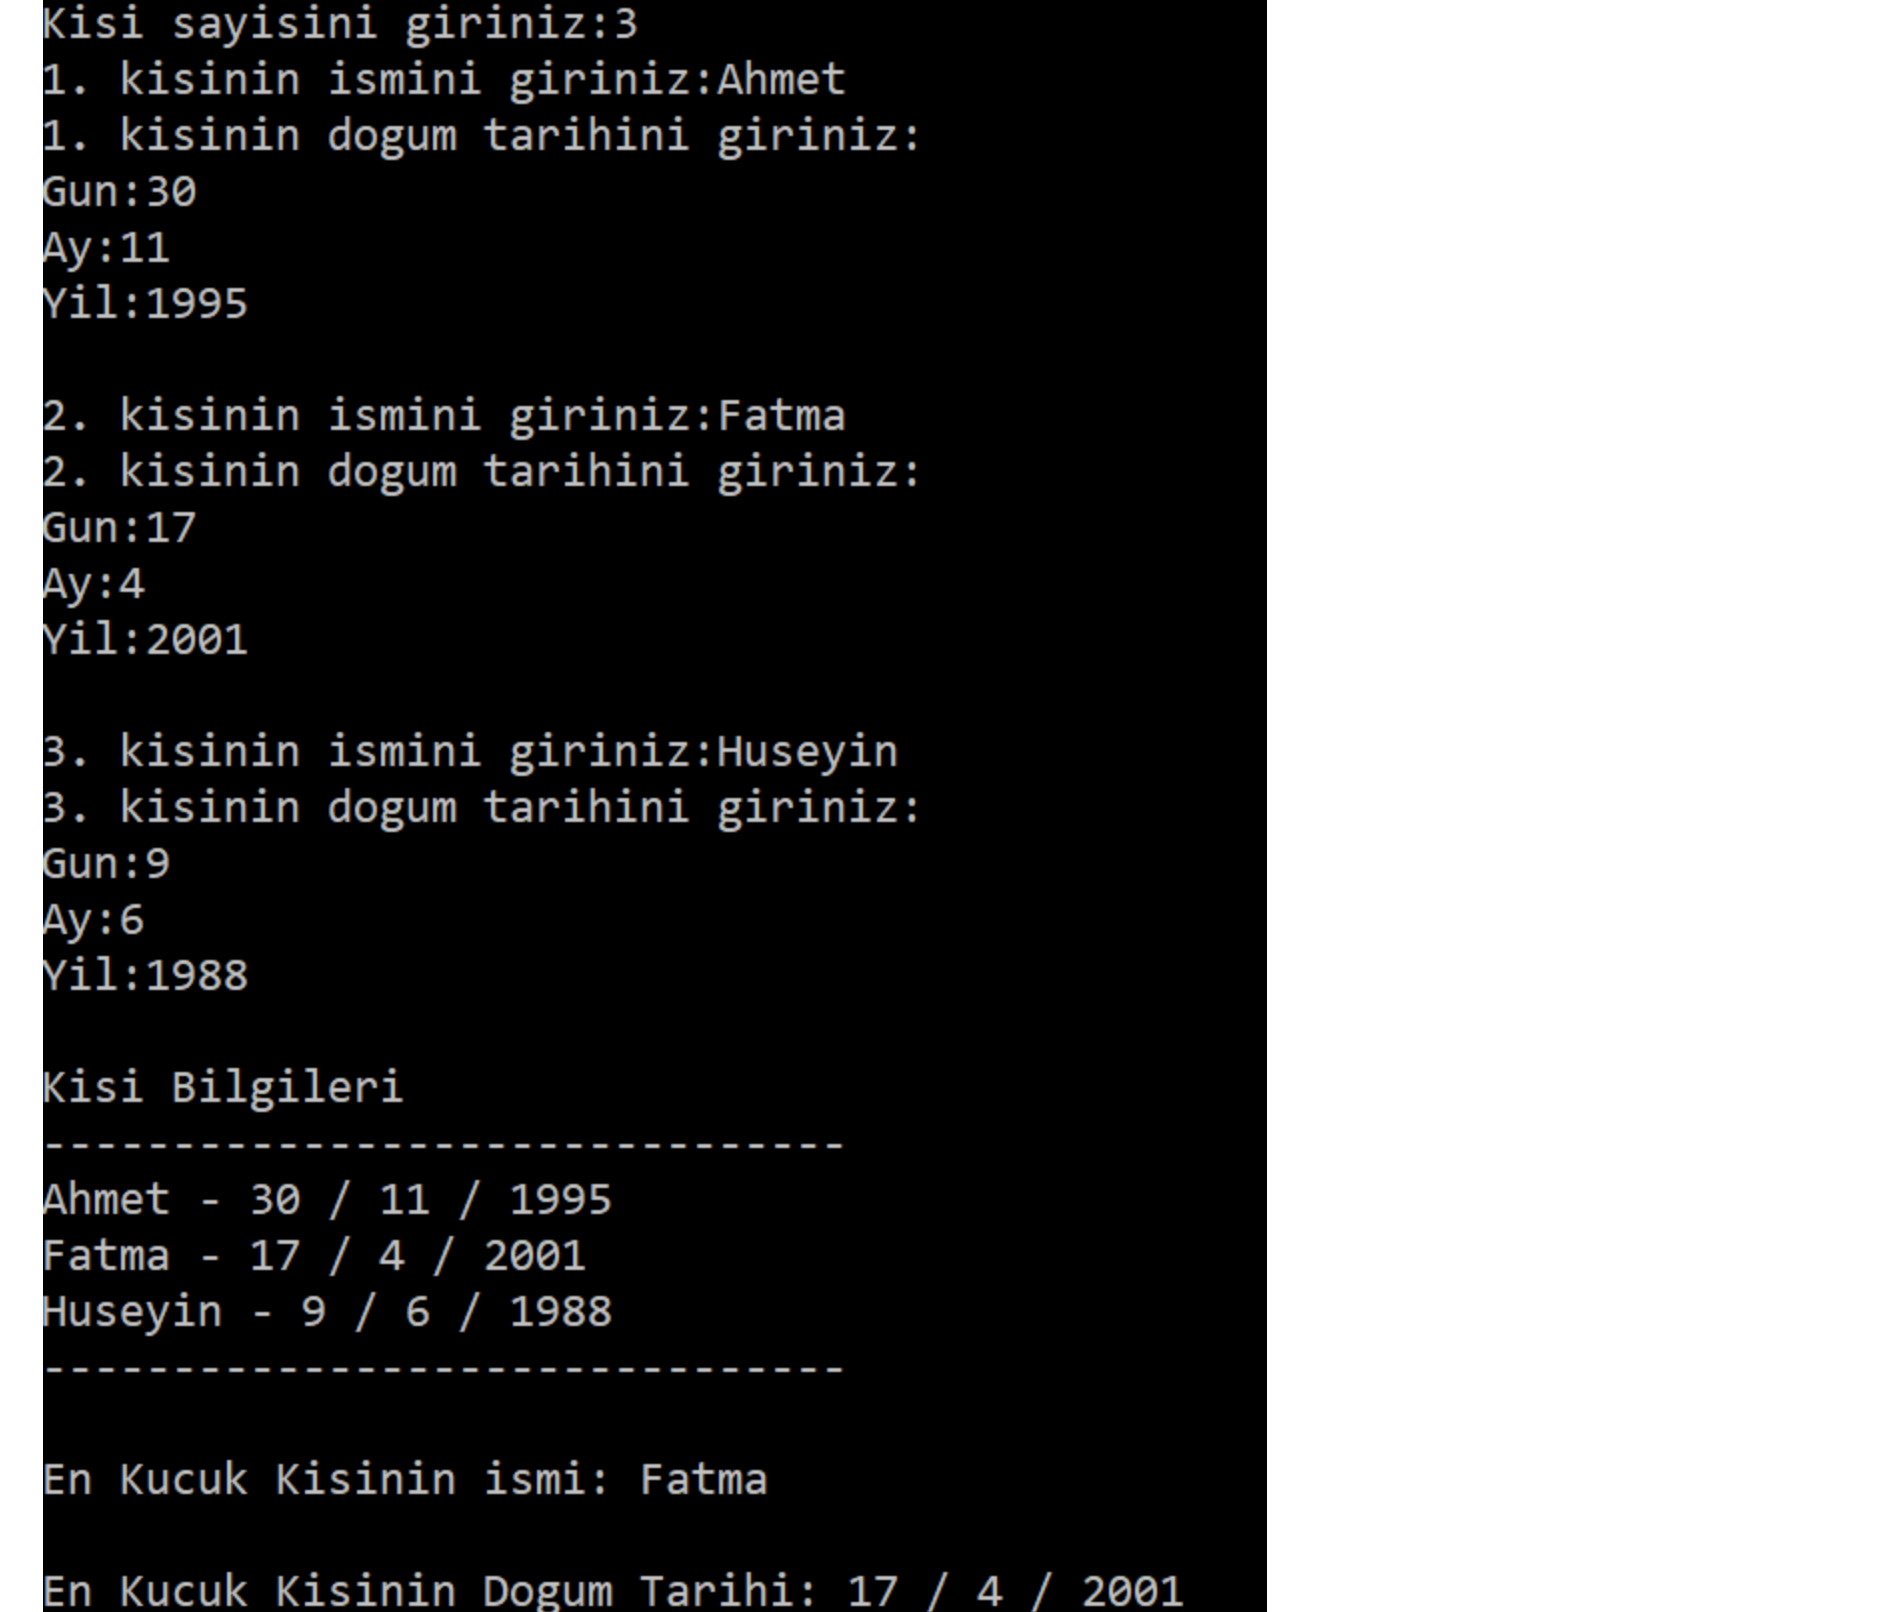 Kisi sayisini giriniz:3
1. kisinin ismini giriniz:Ahmet
1. kisinin dogum tarihini giriniz:
Gun:30
Ay:11
Yil:1995
2. kisinin ismini giriniz:Fatma
2. kisinin dogum tarihini giriniz:
Gun:17
Ay:4
Yil:2001
3. kisinin ismini giriniz:Huseyin
3. kisinin dogum tarihini giriniz:
Gun:9
Ay:6
Yil:1988
Kisi Bilgileri
-------------------------------
Ahmet - 30 / 11 / 1995
Fatma - 17 / 4 / 2001
Huseyin - 9 / 6 / 1988
-------------------------------
En Kucuk Kisinin ismi: Fatma
En Kucuk Kisinin Dogum Tarihi: 17 / 4 / 2001